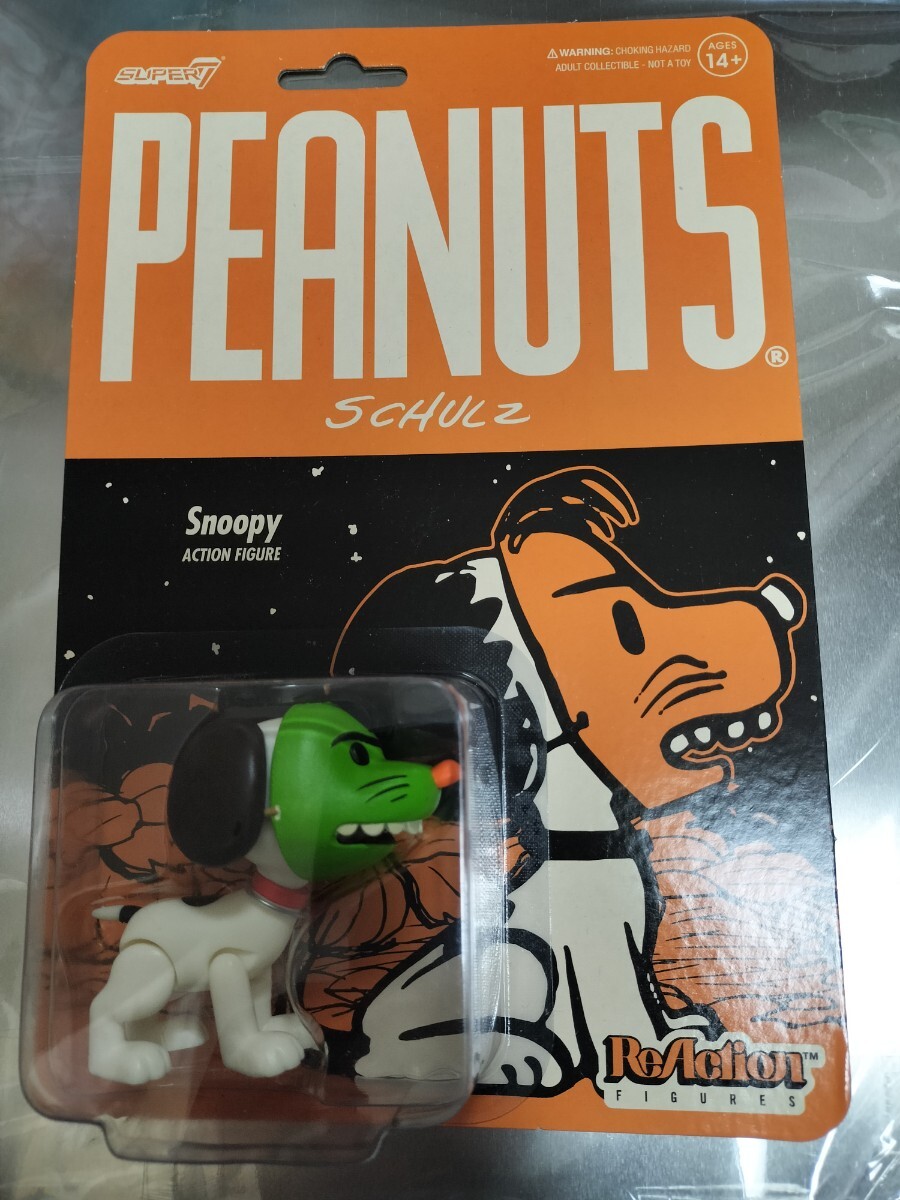 SUPER7
WARNING: CHOKING HAZARD
ADULT COLLECTIBLE - NOT A TOY
AGES
14+
PEANUTS®
SCHULZ
Snoopy
ACTION FIGURE
ReAction™
FIGURES